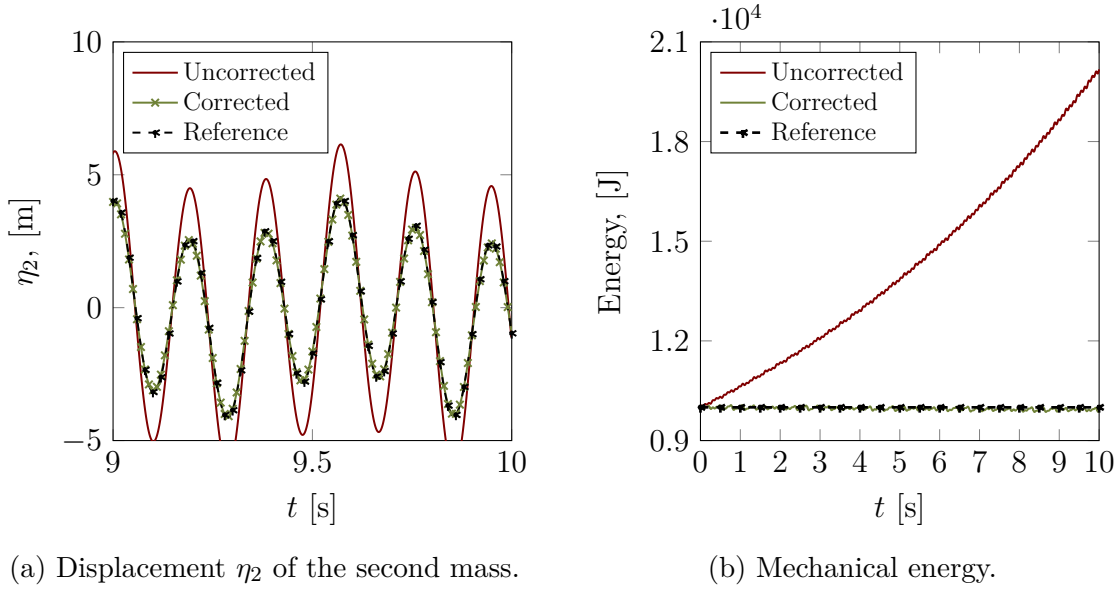 Uncorrected
Corrected
Reference
10
5
0
−5
9
9.5
10
η₂, [m]
t [s]
(a) Displacement η₂ of the second mass.
·10⁴
Uncorrected
Corrected
Reference
2.1
1.8
1.5
1.2
0.9
0 1 2 3 4 5 6 7 8 9 10
Energy, [J]
t [s]
(b) Mechanical energy.